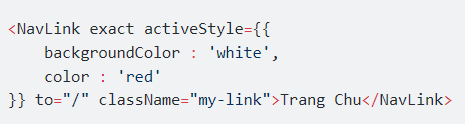 <NavLink exact activeStyle={{
    backgroundColor : 'white',
    color : 'red'
}} to="/" className="my-link">Trang Chu</NavLink>